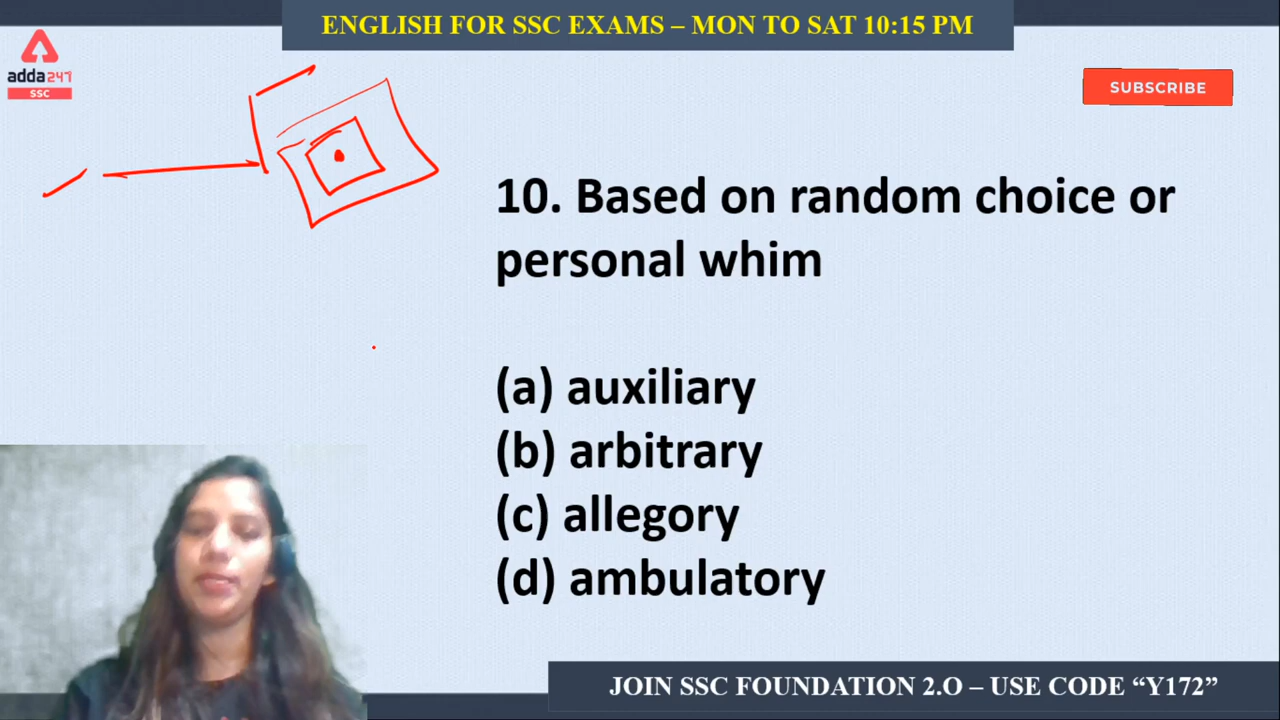 ENGLISH FOR SSC EXAMS – MON TO SAT 10:15 PM
adda247
SSC
SUBSCRIBE
10. Based on random choice or
personal whim
(a) auxiliary
(b) arbitrary
(c) allegory
(d) ambulatory
JOIN SSC FOUNDATION 2.O – USE CODE “Y172”